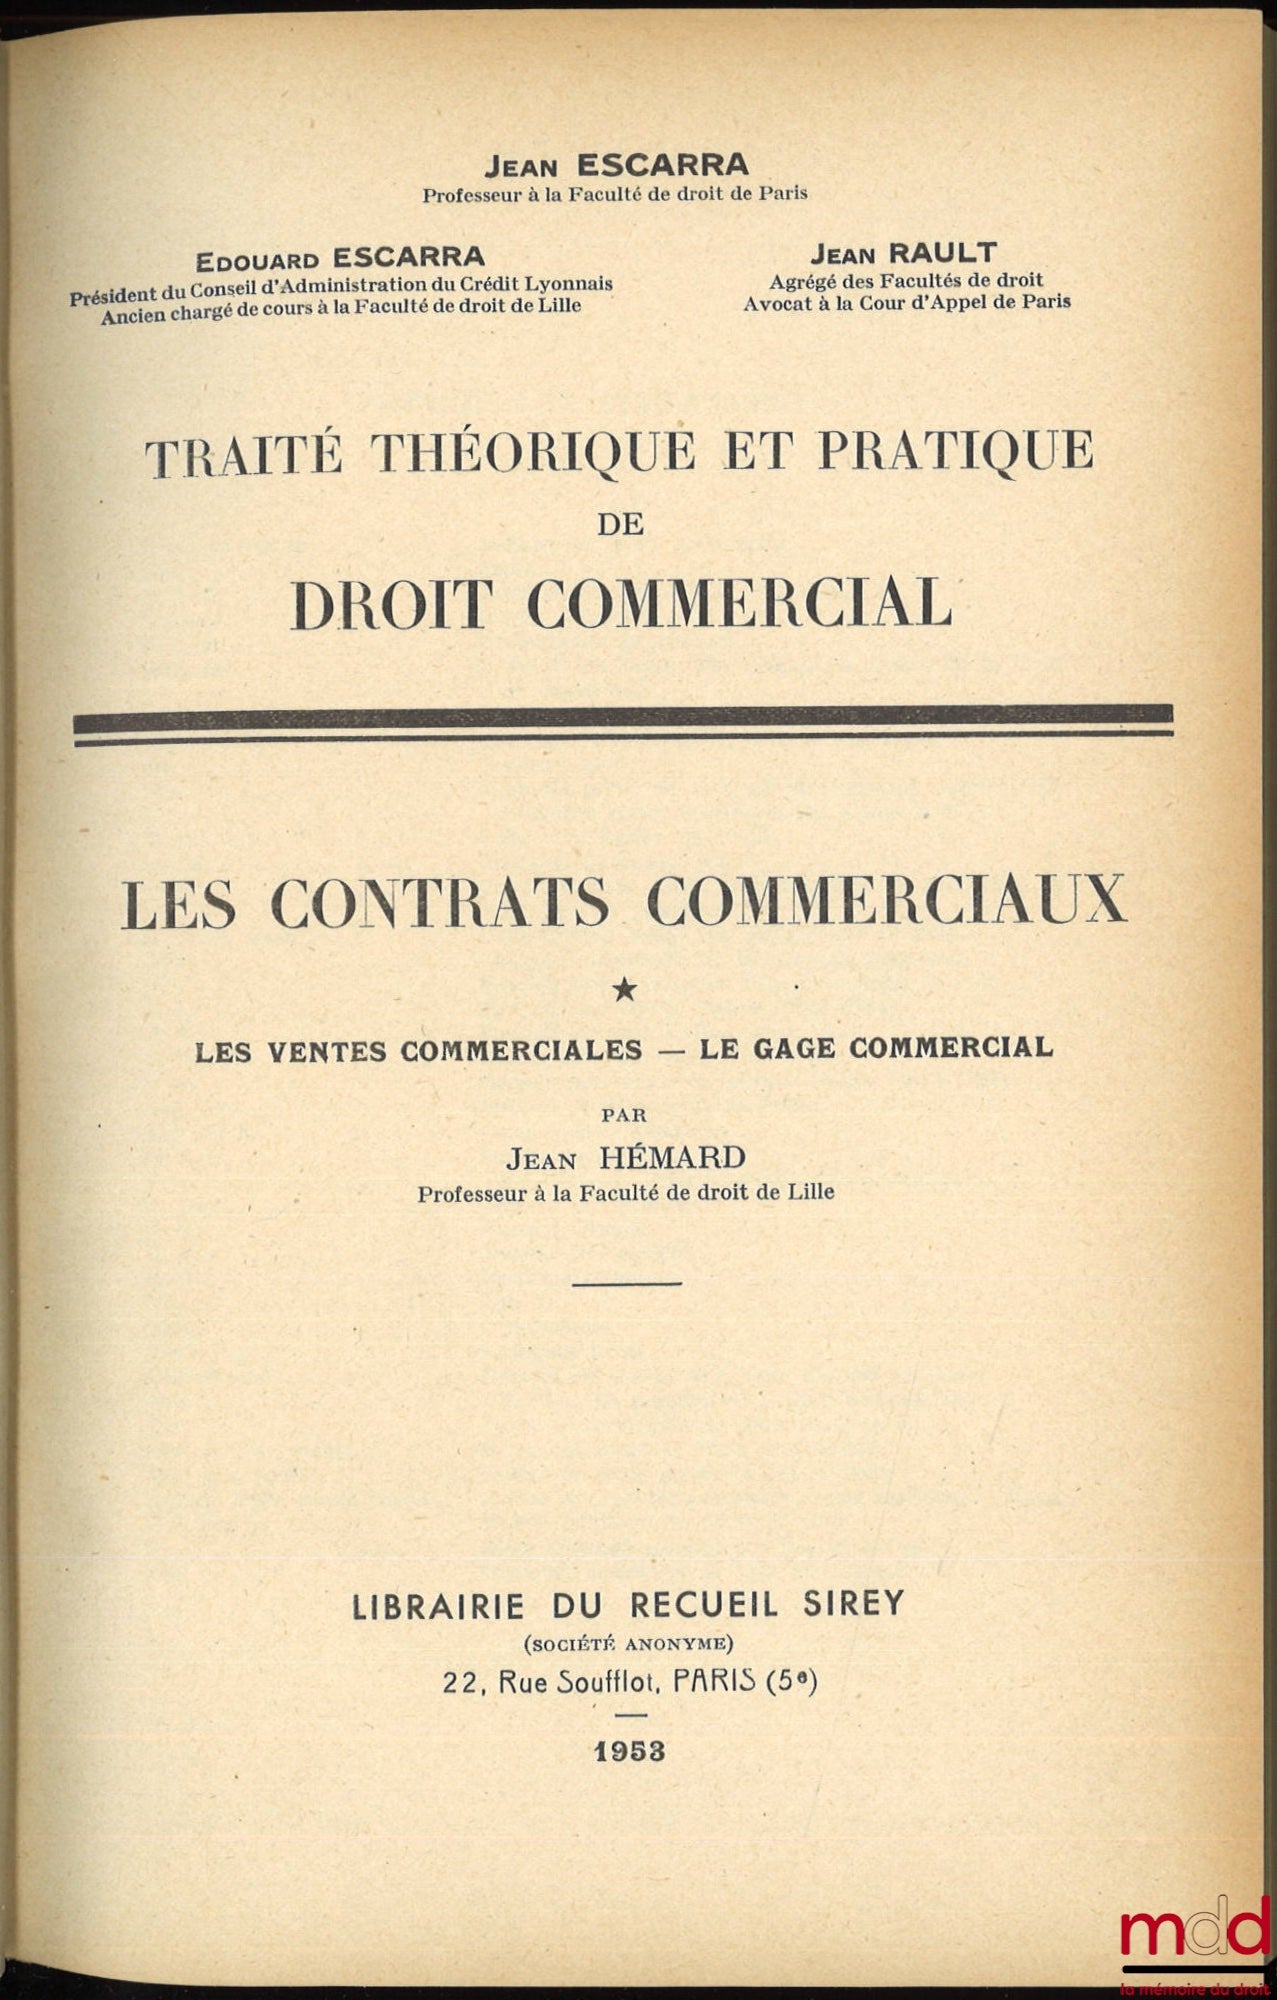 JEAN ESCARRA
Professeur à la Faculté de droit de Paris
EDOUARD ESCARRA
Président du Conseil d'Administration du Crédit Lyonnais
Ancien chargé de cours à la Faculté de droit de Lille
JEAN RAULT
Agrégé des Facultés de droit
Avocat à la Cour d'Appel de Paris
TRAITÉ THÉORIQUE ET PRATIQUE
DE
DROIT COMMERCIAL
LES CONTRATS COMMERCIAUX
★
LES VENTES COMMERCIALES — LE GAGE COMMERCIAL
PAR
JEAN HÉMARD
Professeur à la Faculté de droit de Lille
LIBRAIRIE DU RECUEIL SIREY
(SOCIÉTÉ ANONYME)
22, Rue Soufflot, PARIS (5e)
1953
mdd
la mémoire du droit